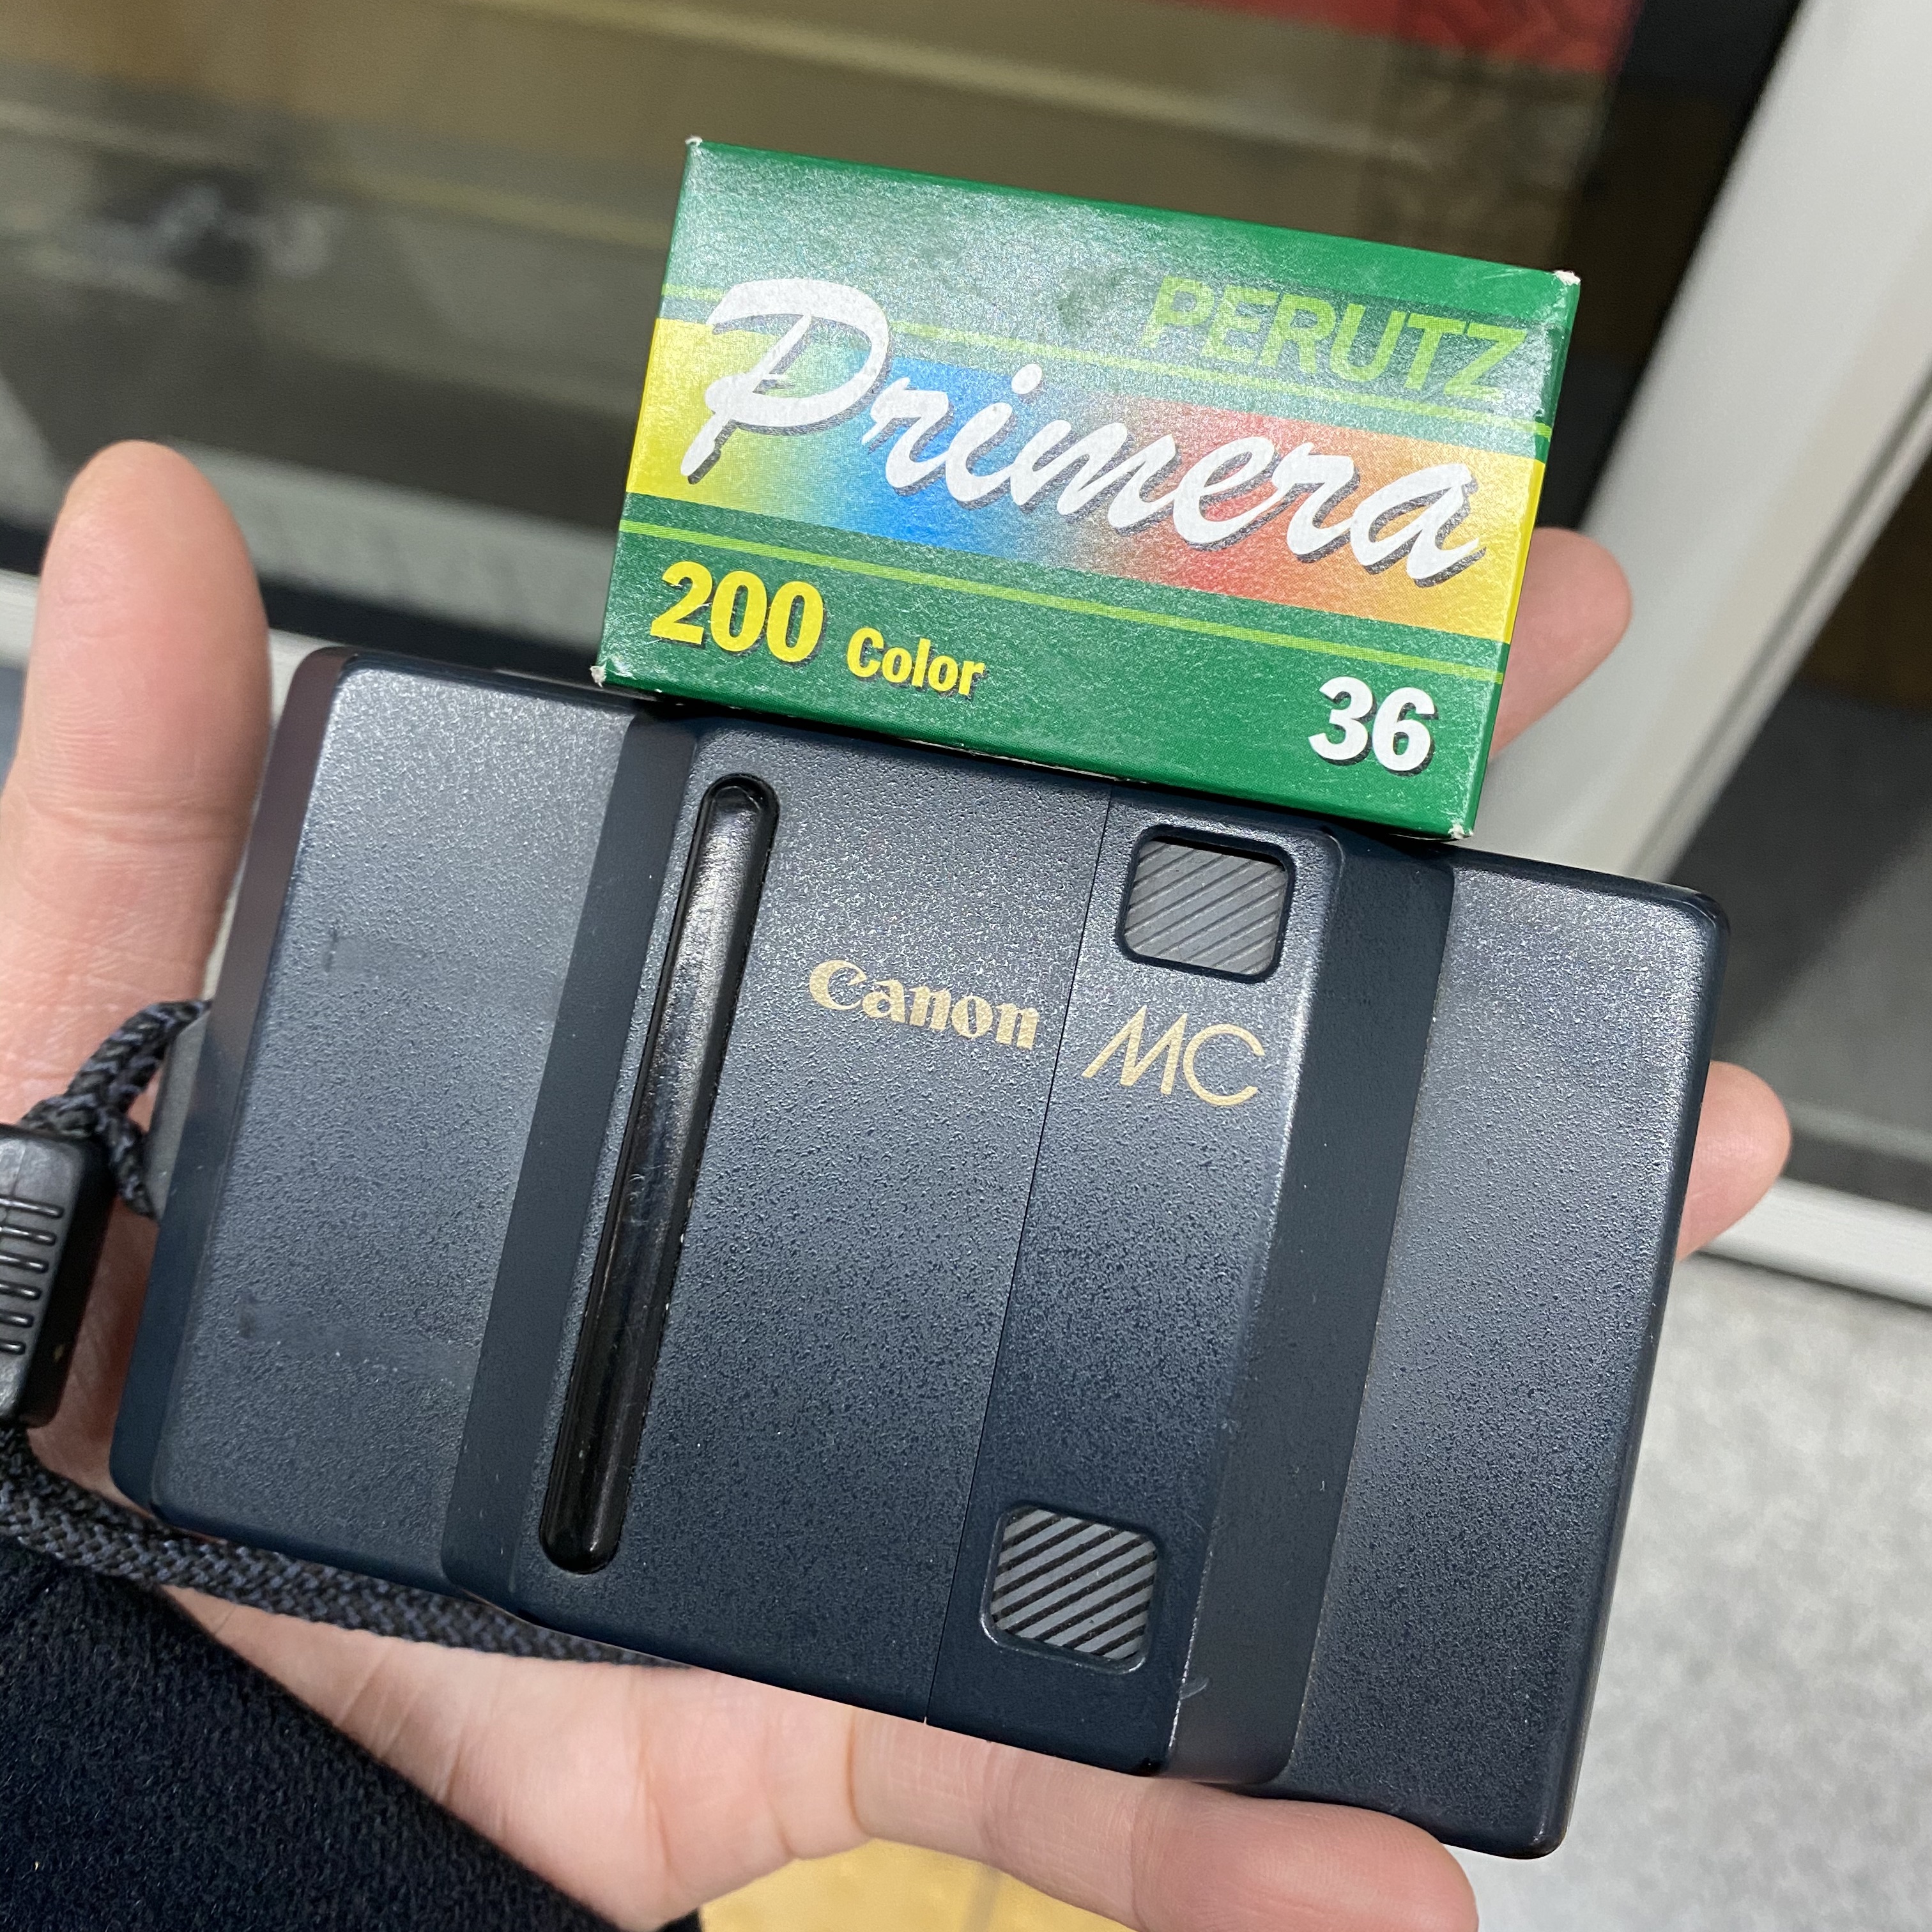 PERUTZ
Primera
200 Color
36
Canon MC